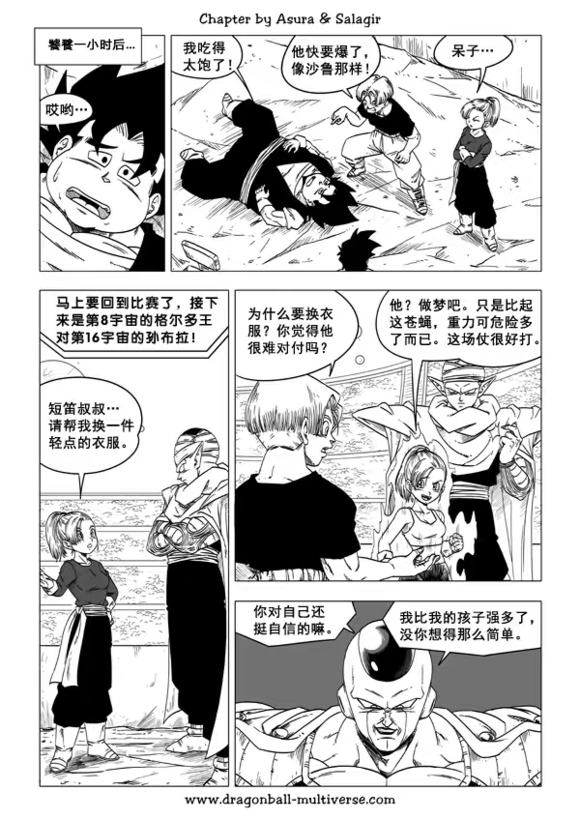 Chapter by Asura & Salagir
饕餮一小时后…
哎哟…
我吃得
太饱了！
他快要爆了，
像沙鲁那样！
呆子…
马上要回到比赛了，接下
来是第8宇宙的格尔多王
对第16宇宙的孙布拉！
短笛叔叔…
请帮我换一件
轻点的衣服。
为什么要换衣
服？你觉得他
很难对付吗？
他？做梦吧。只是比起
这苍蝇，重力可危险多
了而已。这场仗很好打。
你对自己还
挺自信的嘛。
我比我的孩子强多了，
没你想得那么简单。
www.dragonball-multiverse.com